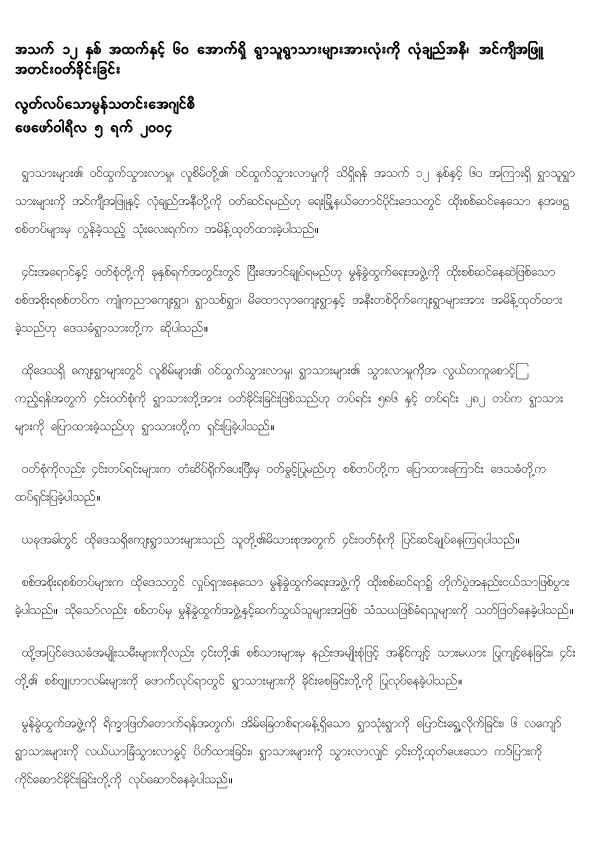 အသက် ၁၂ နှစ် အထက်နှင့် ၆၀ အောက်ရှိ ရွာသူရွာသားများအားလုံးကို လုံချည်အနီ၊ အင်ကျီအဖြူ
အတင်းဝတ်ခိုင်းခြင်း
လွတ်လပ်သောမွန်သတင်းအေဂျင်စီ
ဖေဖော်ဝါရီလ ၅ ရက် ၂၀၀၄
ရွာသားများ၏ ဝင်ထွက်သွားလာမှု၊ လူစိမ်တို့၏ ဝင်ထွက်သွားလာမှုကို သိရှိရန် အသက် ၁၂ နှစ်နှင့် ၆၀ အကြားရှိ ရွာသူရွာ
သားများကို အင်ကျီအဖြူနှင့် လုံချည်အနီတို့ကို ဝတ်ဆင်ရမည်ဟု ရေးမြို့နယ်တောင်ပိုင်းဒေသတွင် ထိုးစစ်ဆင်နေသော နအဖဋ္ဌ
စစ်တပ်များမှ လွန်ခဲ့သည့် သုံးလေးရက်က အမိန့်ထုတ်ထားခဲ့ပါသည်။
၄င်းအရောင်နှင့် ဝတ်စုံတို့ကို ခုနှစ်ရက်အတွင်းတွင် ပြီးအောင်ချုပ်ရမည်ဟု မွန်ခွဲထွက်ရေးအဖွဲ့ကို ထိုးစစ်ဆင်နေဆဲဖြစ်သော
စစ်အစိုးရစစ်တပ်က ကျုံကညာကျေးရွာ၊ ရွာသစ်ရွာ၊ မိထောလှာကျေးရွာနှင့် အနီးတစ်ဝိုက်ကျေးရွာများအား အမိန့်ထုတ်ထား
ခဲ့သည်ဟု ဒေသခံရွာသားတို့က ဆိုပါသည်။
ထိုဒေသရှိ ကျေးရွာများတွင် လူစိမ်များ၏ ဝင်ထွက်သွားလာမှု၊ ရွာသားများ၏ သွားလာမှုကိုအ လွယ်တကူစောင့်ြ
ကည့်ရန်အတွက် ၄င်းဝတ်စုံကို ရွာသားတို့အား ဝတ်ခိုင်းခြင်းဖြစ်သည်ဟု တပ်ရင်း ၅၈၆ နှင့် တပ်ရင်း ၂၈၂ တပ်က ရွာသား
များကို ပြောထားခဲ့သည်ဟု ရွာသားတို့က ရှင်းပြခဲ့ပါသည်။
ဝတ်စုံကိုလည်း ၄င်းတပ်ရင်းများက တံဆိပ်ရိုက်ပေးပြီးမှ ဝတ်ခွင့်ပြုမည်ဟု စစ်တပ်တို့က ပြောထားကြောင်း ဒေသခံတို့က
ထပ်ရှင်းပြခဲ့ပါသည်။
ယခုအခါတွင် ထိုဒေသရှိကျေးရွာသားများသည် သူတို့၏မိသားစုအတွက် ၄င်းဝတ်စုံကို ပြင်ဆင်ချုပ်နေကြရပါသည်။
စစ်အစိုးရစစ်တပ်များက ထိုဒေသတွင် လှုပ်ရှားနေသော မွန်ခွဲထွက်ရေးအဖွဲ့ကို ထိုးစစ်ဆင်ရာ၌ တိုက်ပွဲအနည်းငယ်သာဖြစ်ပွား
ခဲ့ပါသည်။ သို့သော်လည်း စစ်တပ်မှ မွန်ခွဲထွက်အဖွဲ့နှင့်ဆက်သွယ်သူများအဖြစ် သံသယဖြစ်ခံရသူများကို သတ်ဖြတ်နေခဲ့ပါသည်။
ထို့အပြင်ဒေသခံအမျိုးသမီးများကိုလည်း ၄င်းတို့၏ စစ်သားများမှ နည်းအမျိုးစုံဖြင့် အနိုင်ကျင့် သားမယား ပြုကျင့်နေခြင်း၊ ၄င်း
တို့၏ စစ်ဗျူဟာလမ်းများကို ဖောက်လုပ်ရာတွင် ရွာသားများကို ခိုင်းစေခြင်းတို့ကို ပြုလုပ်နေခဲ့ပါသည်။
မွန်ခွဲထွက်အဖွဲ့ကို ရိက္ခာဖြတ်တောက်ရန်အတွက်၊ အိမ်ခြေတစ်ရာခန့်ရှိသော ရွာသုံးရွာကို ပြောင်းရွှေ့လိုက်ခြင်း၊ ၆ လကျော်
ရွာသားများကို လယ်ယာခြံသွားလာခွင့် ပိတ်ထားခြင်း၊ ရွာသားများကို သွားလာလျှင် ၄င်းတို့ထုတ်ပေးသော ကဒ်ပြားကို
ကိုင်ဆောင်ခိုင်းခြင်းတို့ကို လုပ်ဆောင်နေခဲ့ပါသည်။